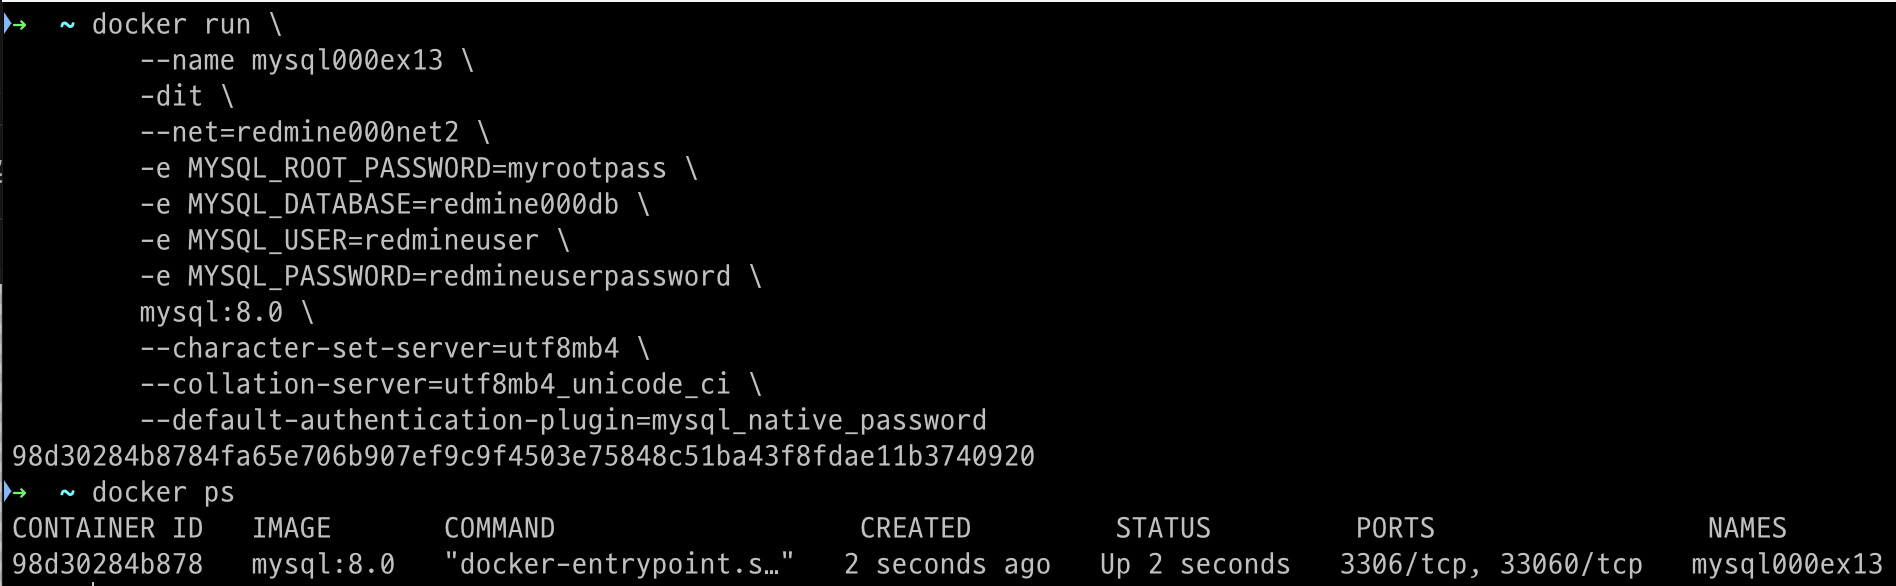 ➜ ~ docker run \
--name mysql000ex13 \
-dit \
--net=redmine000net2 \
-e MYSQL_ROOT_PASSWORD=myrootpass \
-e MYSQL_DATABASE=redmine000db \
-e MYSQL_USER=redmineuser \
-e MYSQL_PASSWORD=redmineuserpassword \
mysql:8.0 \
--character-set-server=utf8mb4 \
--collation-server=utf8mb4_unicode_ci \
--default-authentication-plugin=mysql_native_password
98d30284b8784fa65e706b907ef9c9f4503e75848c51ba43f8fdae11b3740920
➜ ~ docker ps
CONTAINER ID IMAGE COMMAND CREATED STATUS PORTS NAMES
98d30284b878 mysql:8.0 "docker-entrypoint.s…" 2 seconds ago Up 2 seconds 3306/tcp, 33060/tcp mysql000ex13